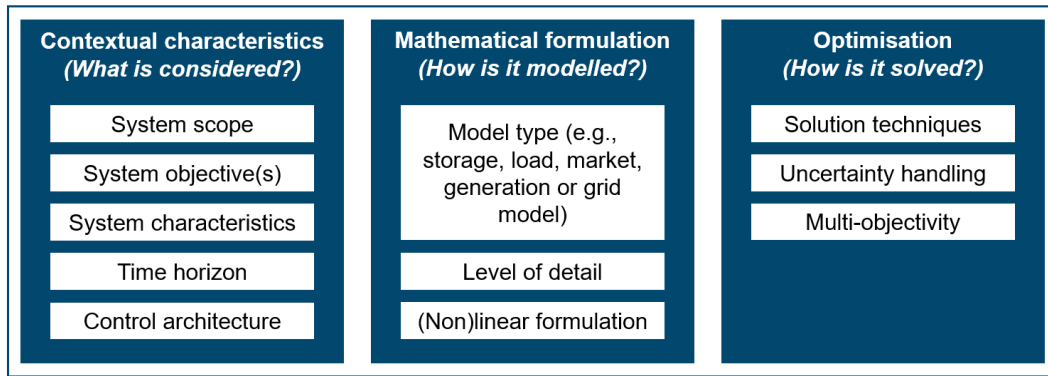 Contextual characteristics
(What is considered?)
System scope
System objective(s)
System characteristics
Time horizon
Control architecture
Mathematical formulation
(How is it modelled?)
Model type (e.g.,
storage, load, market,
generation or grid
model)
Level of detail
(Non)linear formulation
Optimisation
(How is it solved?)
Solution techniques
Uncertainty handling
Multi-objectivity